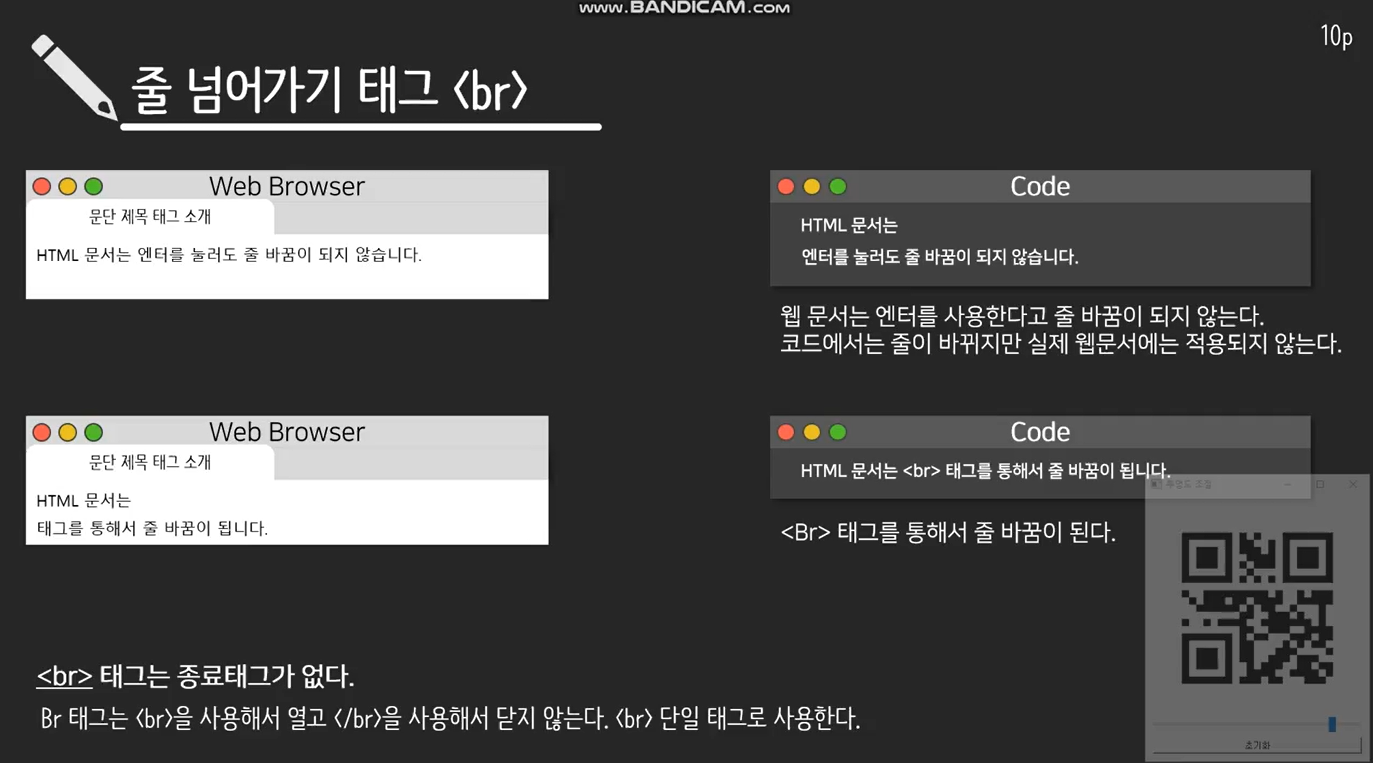 www.BANDICAM.com
10p
줄 넘어가기 태그 <br>
Web Browser
문단 제목 태그 소개
HTML 문서는 엔터를 눌러도 줄 바꿈이 되지 않습니다.
Code
HTML 문서는
엔터를 눌러도 줄 바꿈이 되지 않습니다.
웹 문서는 엔터를 사용한다고 줄 바꿈이 되지 않는다.
코드에서는 줄이 바뀌지만 실제 웹문서에는 적용되지 않는다.
Web Browser
문단 제목 태그 소개
HTML 문서는
태그를 통해서 줄 바꿈이 됩니다.
Code
HTML 문서는 <br> 태그를 통해서 줄 바꿈이 됩니다.
<Br> 태그를 통해서 줄 바꿈이 된다.
투명도 조절
초기화
<br> 태그는 종료태그가 없다.
Br 태그는 <br>을 사용해서 열고 </br>을 사용해서 닫지 않는다. <br> 단일 태그로 사용한다.